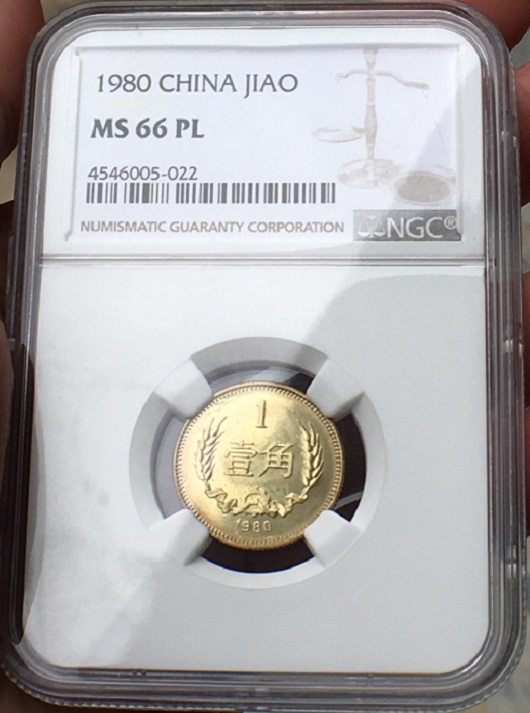 1980 CHINA JIAO
MS 66 PL
4546005-022
NUMISMATIC GUARANTY CORPORATION
NGC®
1
壹角
1980